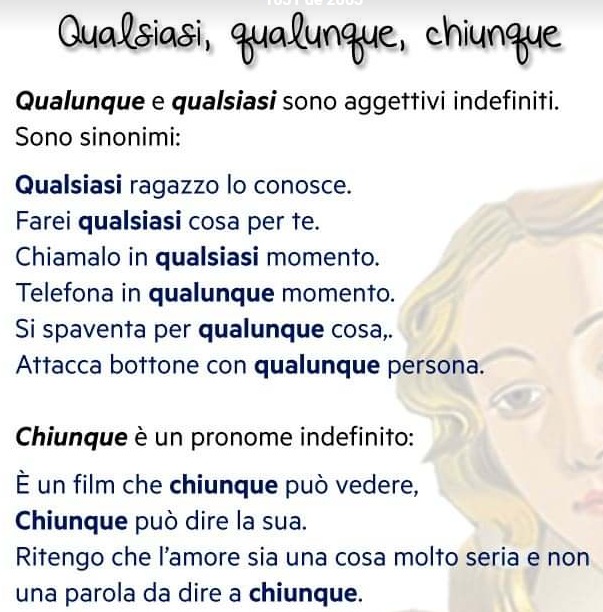 Qualsiasi, qualunque, chiunque
Qualunque e qualsiasi sono aggettivi indefiniti.
Sono sinonimi:
Qualsiasi ragazzo lo conosce.
Farei qualsiasi cosa per te.
Chiamalo in qualsiasi momento.
Telefona in qualunque momento.
Si spaventa per qualunque cosa,.
Attacca bottone con qualunque persona.
Chiunque è un pronome indefinito:
È un film che chiunque può vedere,
Chiunque può dire la sua.
Ritengo che l'amore sia una cosa molto seria e non
una parola da dire a chiunque.